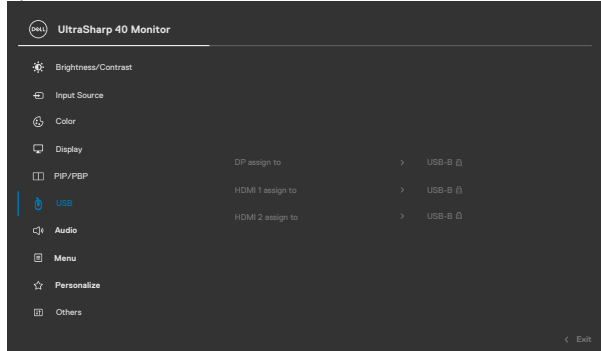 DELL UltraSharp 40 Monitor
Brightness/Contrast
Input Source
Color
Display
DP assign to > USB-B
PIP/PBP
HDMI 1 assign to > USB-B
USB
HDMI 2 assign to > USB-B
Audio
Menu
Personalize
Others
< Exit